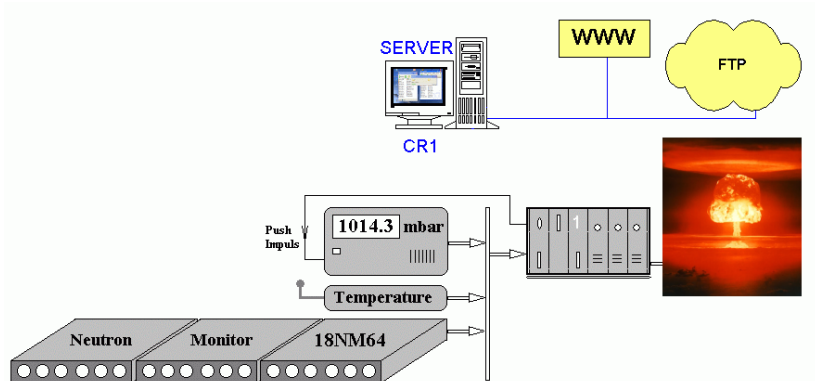 WWW
SERVER
FTP
CR1
1014.3 mbar
Push
Impuls
1
Temperature
Neutron Monitor 18NM64